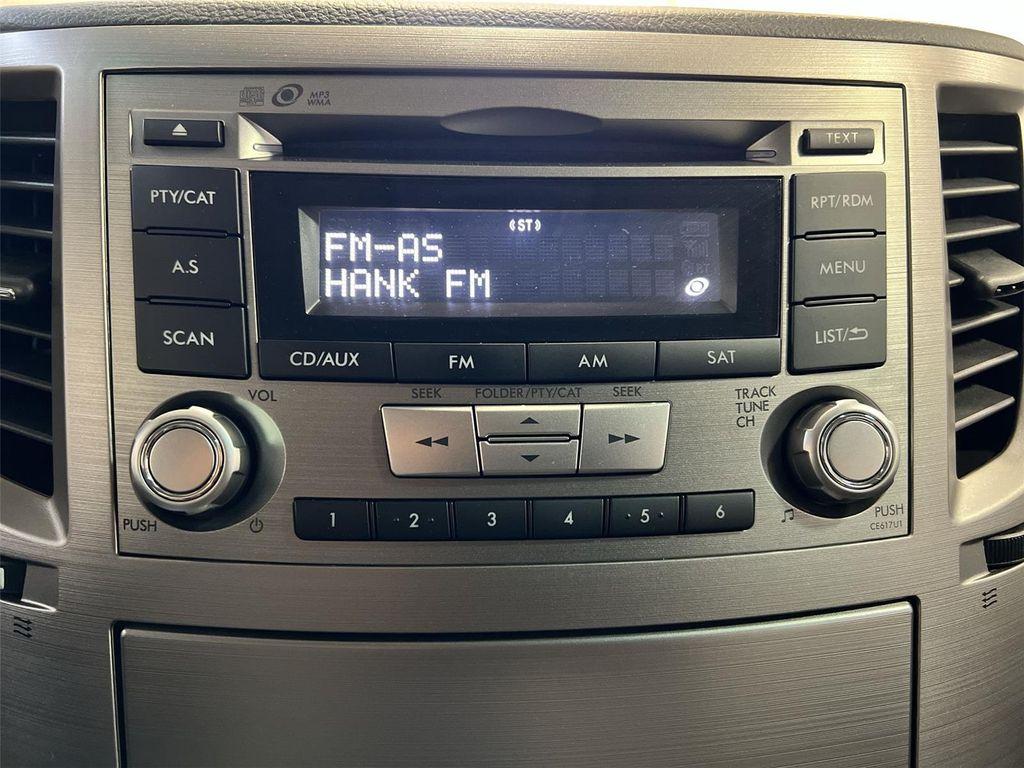 MP3
WMA
TEXT
PTY/CAT
RPT/RDM
(ST)
FM-AS
A.S
MENU
HANK FM
SCAN
LIST/
CD/AUX
FM
AM
SAT
VOL
SEEK
FOLDER/PTY/CAT
SEEK
TRACK
TUNE
CH
PUSH
1
2
3
4
5
6
PUSH
CE617U1